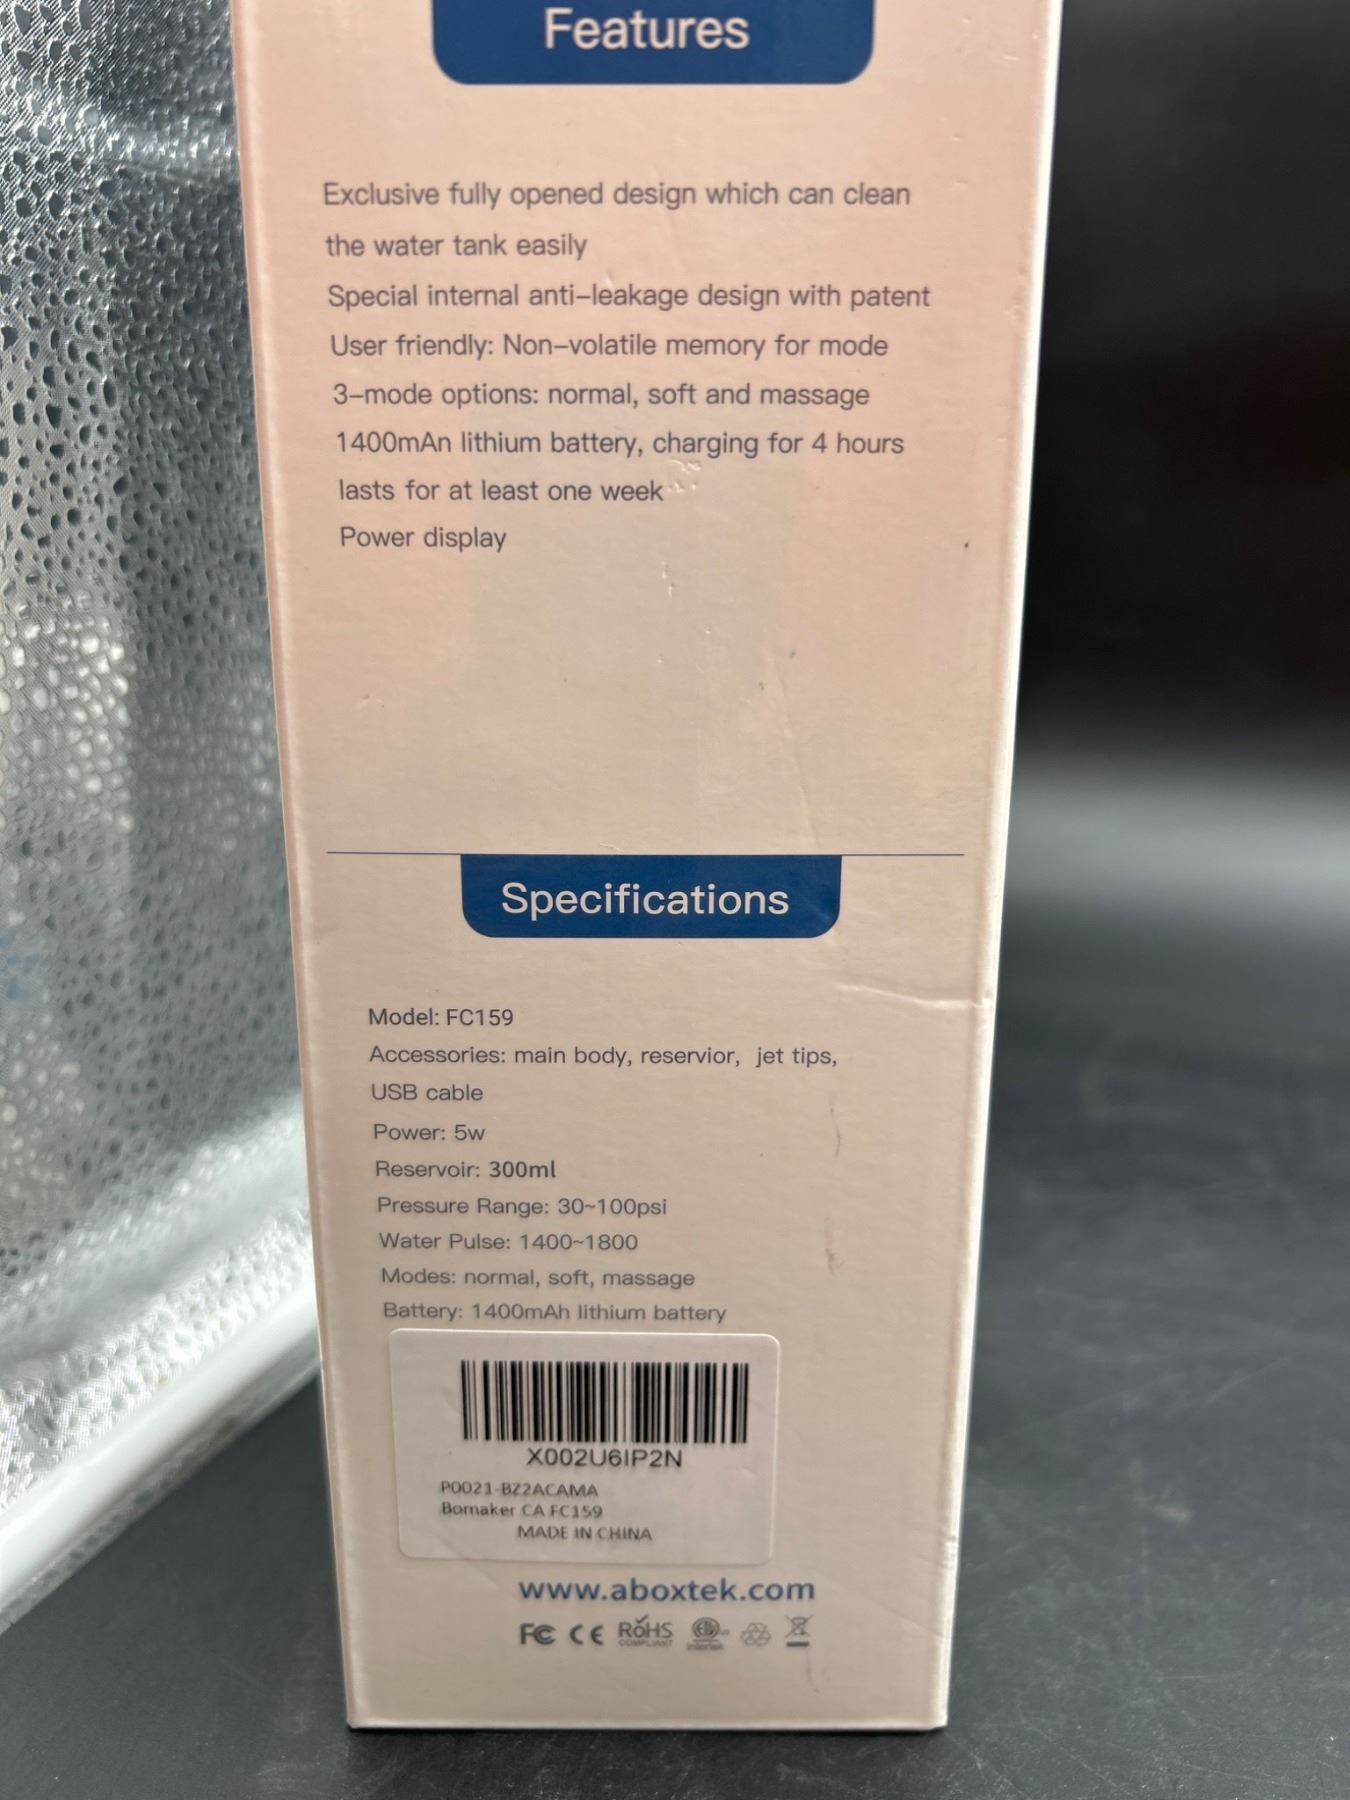 Features
Exclusive fully opened design which can clean
the water tank easily
Special internal anti-leakage design with patent
User friendly: Non-volatile memory for mode
3-mode options: normal, soft and massage
1400mAn lithium battery, charging for 4 hours
lasts for at least one week
Power display
Specifications
Model: FC159
Accessories: main body, reservior, jet tips,
USB cable
Power: 5w
Reservoir: 300ml
Pressure Range: 30~100psi
Water Pulse: 1400~1800
Modes: normal, soft, massage
Battery: 1400mAh lithium battery
X002U6IP2N
P0021-BZ2ACAMA
Bomaker CA FC159
MADE IN CHINA
www.aboxtek.com
FC CE RoHS
COMPLIANT
Intertek